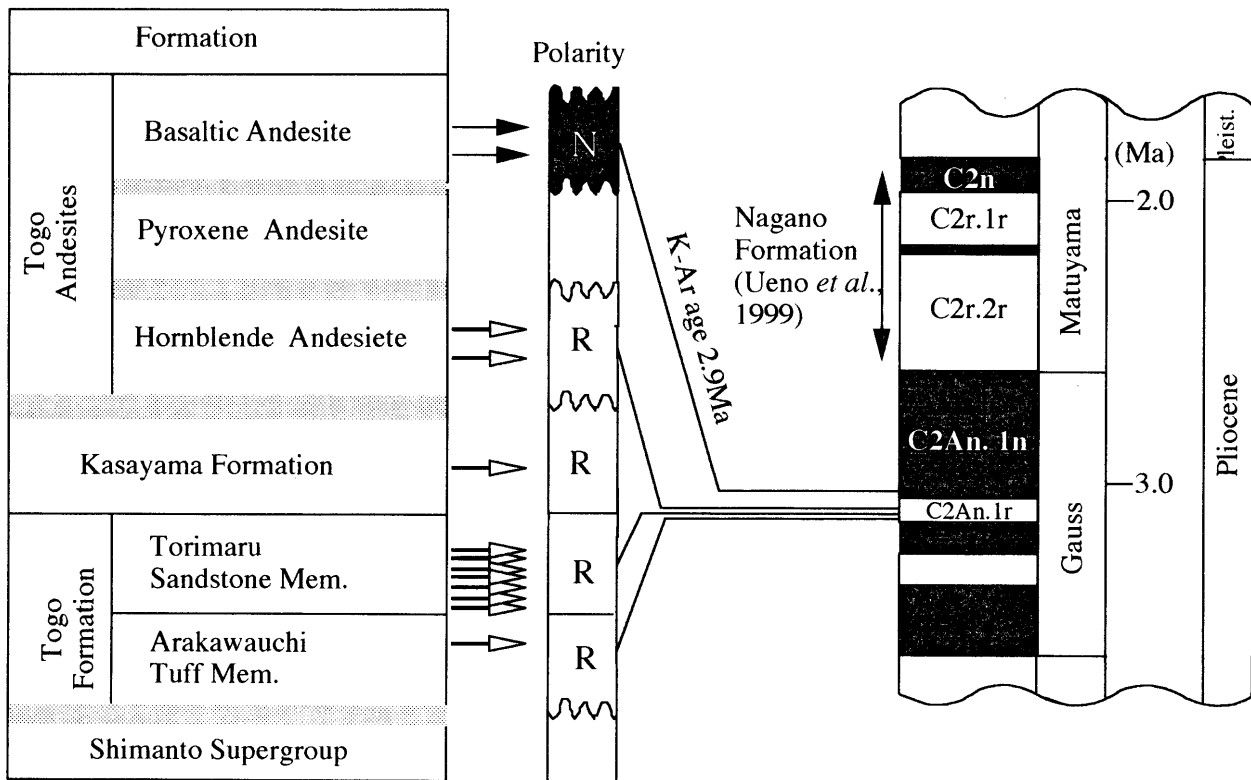 Formation
Togo
Andesites
Basaltic Andesite
Pyroxene Andesite
Hornblende Andesiete
Kasayama Formation
Togo
Formation
Torimaru
Sandstone Mem.
Arakawauchi
Tuff Mem.
Shimanto Supergroup
Polarity
N
R
R
R
R
K-Ar age 2.9Ma
Nagano
Formation
(Ueno et al.,
1999)
C2n
C2r.1r
C2r.2r
C2An. 1n
C2An.1r
Matuyama
Gauss
(Ma)
2.0
3.0
Pleist.
Pliocene